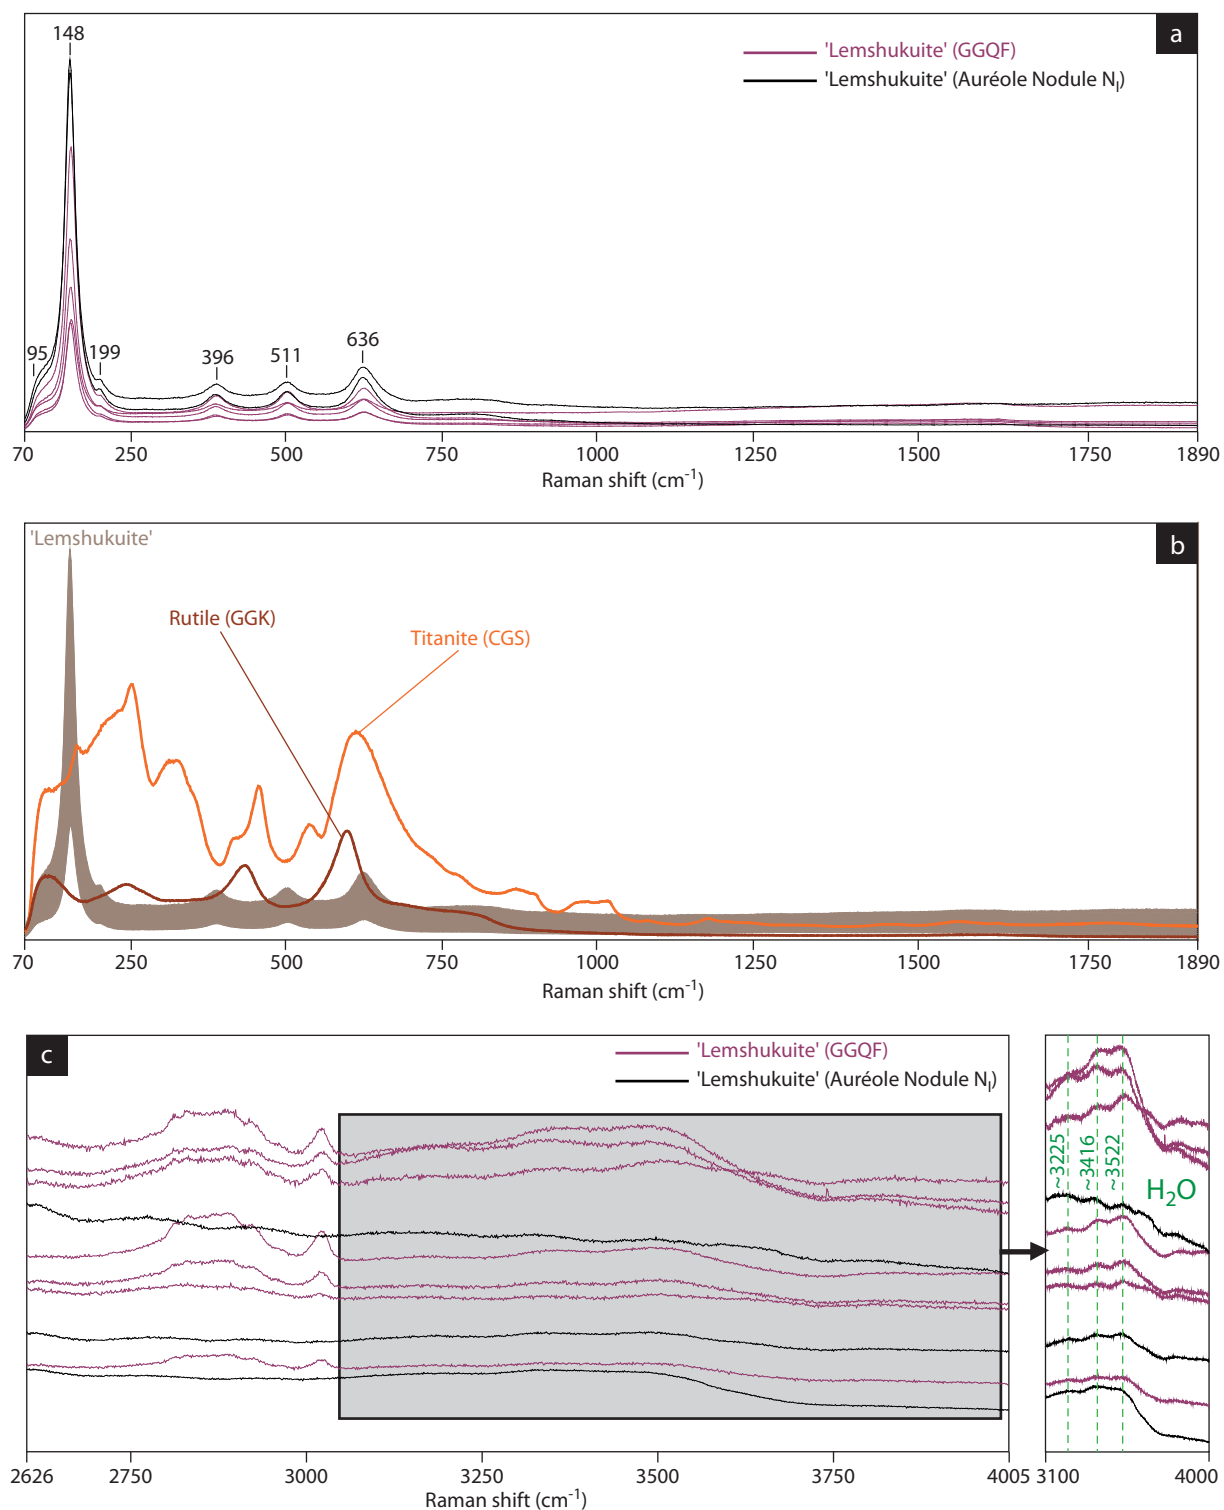 a
148
'Lemshukuite' (GGQF)
'Lemshukuite' (Auréole Nodule N_I)
95
199
396
511
636
70 250 500 750 1000 1250 1500 1750 1890
Raman shift (cm⁻¹)
b
'Lemshukuite'
Rutile (GGK)
Titanite (CGS)
70 250 500 750 1000 1250 1500 1750 1890
Raman shift (cm⁻¹)
c
'Lemshukuite' (GGQF)
'Lemshukuite' (Auréole Nodule N_I)
~3225
~3416
~3522
H₂O
2626 2750 3000 3250 3500 3750 4005 3100 4000
Raman shift (cm⁻¹)